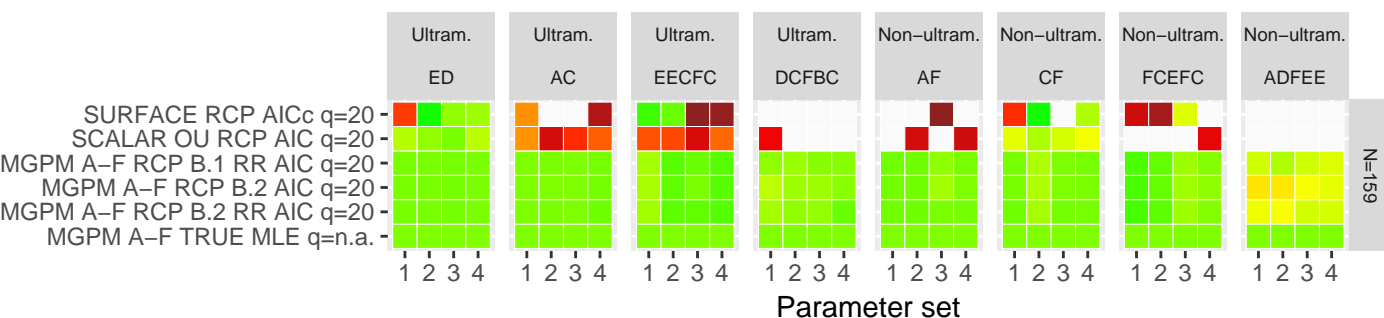 Ultram. Ultram. Ultram. Ultram. Non−ultram. Non−ultram. Non−ultram. Non−ultram.
ED AC EECFC DCFBC AF CF FCEFC ADFEE
SURFACE RCP AICc q=20
SCALAR OU RCP AIC q=20
MGPM A−F RCP B.1 RR AIC q=20
MGPM A−F RCP B.2 AIC q=20
MGPM A−F RCP B.2 RR AIC q=20
MGPM A−F TRUE MLE q=n.a.
N=159
1 2 3 4 1 2 3 4 1 2 3 4 1 2 3 4 1 2 3 4 1 2 3 4 1 2 3 4 1 2 3 4
Parameter set